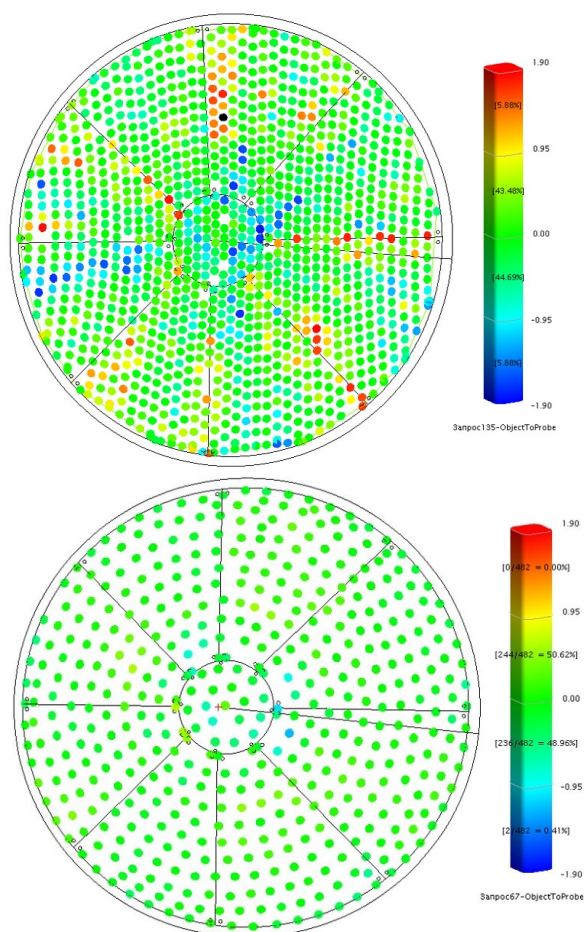 1.90
[5.88%]
0.95
[43.48%]
0.00
[44.69%]
-0.95
[5.88%]
-1.90
3anpoc135-ObjectToProbe
1.90
[0/482 = 0.00%]
0.95
[244/482 = 50.62%]
0.00
[236/482 = 48.96%]
-0.95
[2/482 = 0.41%]
-1.90
3anpoc67-ObjectToProbe